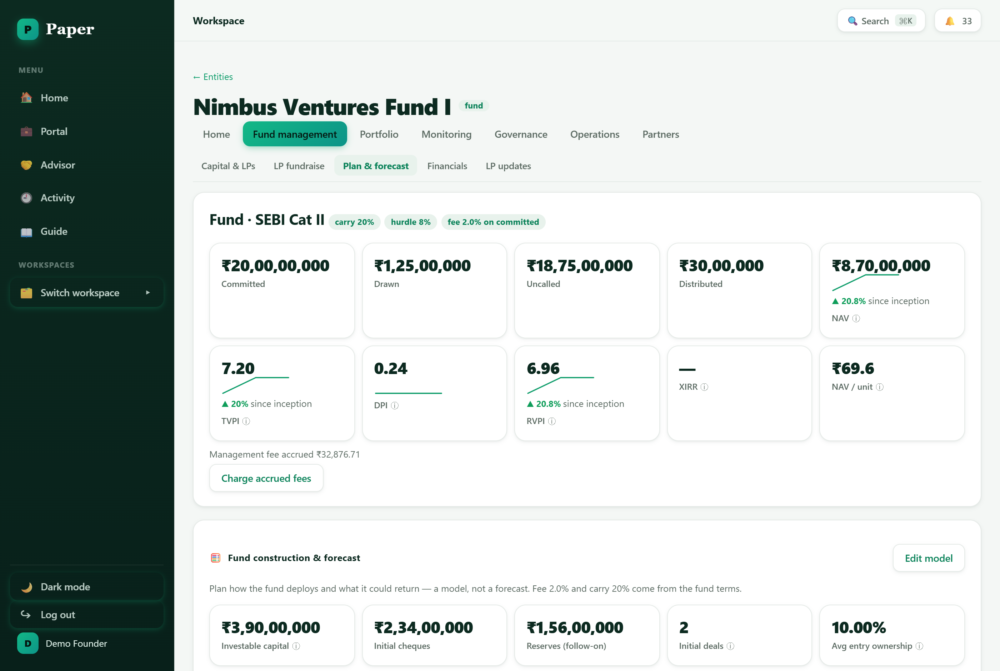 P Paper
MENU
Home
Portal
Advisor
Activity
Guide
WORKSPACES
Switch workspace
Dark mode
Log out
D Demo Founder
Workspace
Search ⌘K
33
← Entities
Nimbus Ventures Fund I fund
Home Fund management Portfolio Monitoring Governance Operations Partners
Capital & LPs LP fundraise Plan & forecast Financials LP updates
Fund · SEBI Cat II carry 20% hurdle 8% fee 2.0% on committed
₹20,00,00,000
Committed
₹1,25,00,000
Drawn
₹18,75,00,000
Uncalled
₹30,00,000
Distributed
₹8,70,00,000
▲ 20.8% since inception
NAV ⓘ
7.20
▲ 20% since inception
TVPI ⓘ
0.24
DPI ⓘ
6.96
▲ 20.8% since inception
RVPI ⓘ
—
XIRR ⓘ
₹69.6
NAV / unit ⓘ
Management fee accrued ₹32,876.71
Charge accrued fees
Fund construction & forecast
Edit model
Plan how the fund deploys and what it could return — a model, not a forecast. Fee 2.0% and carry 20% come from the fund terms.
₹3,90,00,000
Investable capital ⓘ
₹2,34,00,000
Initial cheques
₹1,56,00,000
Reserves (follow-on)
2
Initial deals ⓘ
10.00%
Avg entry ownership ⓘ